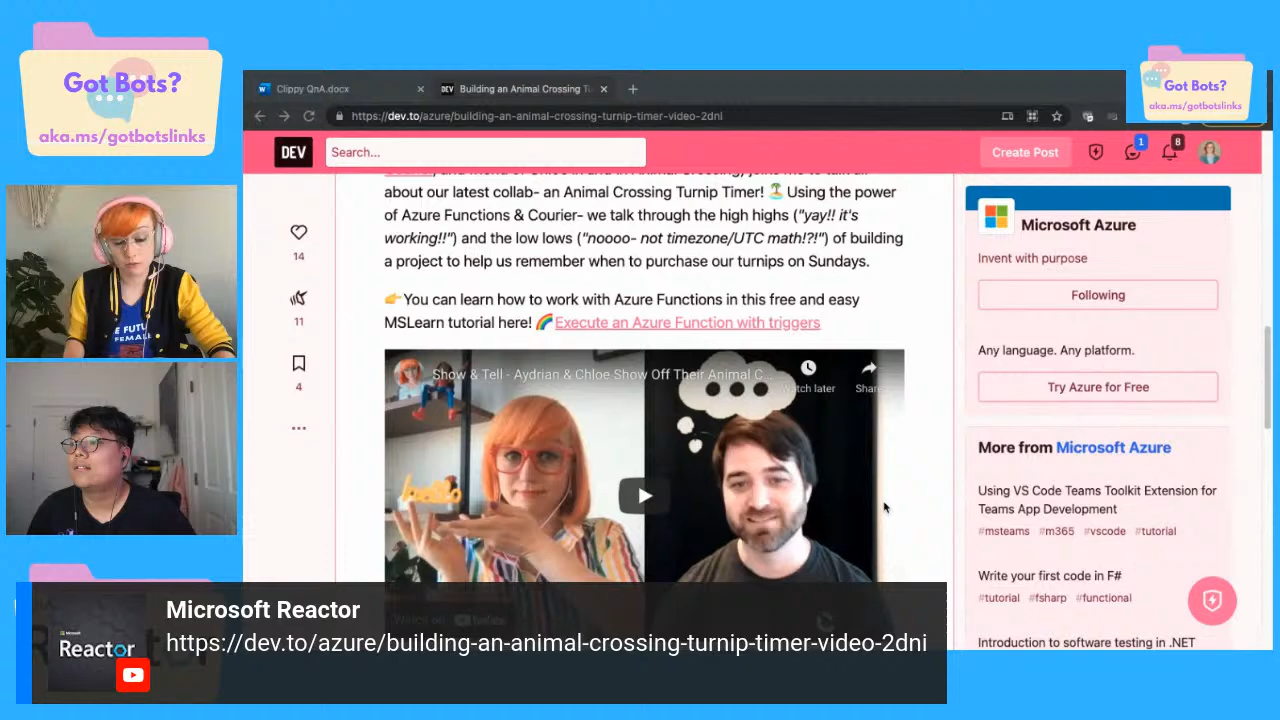 Got Bots?
aka.ms/gotbotslinks
Got Bots?
aka.ms/gotbotslinks
Clippy QnA.docx
DEV Building an Animal Crossing T
https://dev.to/azure/building-an-animal-crossing-turnip-timer-video-2dnl
DEV
Search...
Create Post
1
8
about our latest collab- an Animal Crossing Turnip Timer! 🏝️Using the power
of Azure Functions & Courier- we talk through the high highs ("yay!! it's
working!!") and the low lows ("noooo- not timezone/UTC math!?!") of building
a project to help us remember when to purchase our turnips on Sundays.
👉You can learn how to work with Azure Functions in this free and easy
MSLearn tutorial here! 🌈Execute an Azure Function with triggers
14
11
4
Show & Tell - Aydrian & Chloe Show Off Their Animal C...
Watch later
Share
hello
Microsoft Azure
Invent with purpose
Following
Any language. Any platform.
Try Azure for Free
More from Microsoft Azure
Using VS Code Teams Toolkit Extension for
Teams App Development
#msteams #m365 #vscode #tutorial
Write your first code in F#
#tutorial #fsharp #functional
Introduction to software testing in .NET
THE FUTURE
FEMALE
Microsoft
Reactor
Microsoft Reactor
https://dev.to/azure/building-an-animal-crossing-turnip-timer-video-2dni